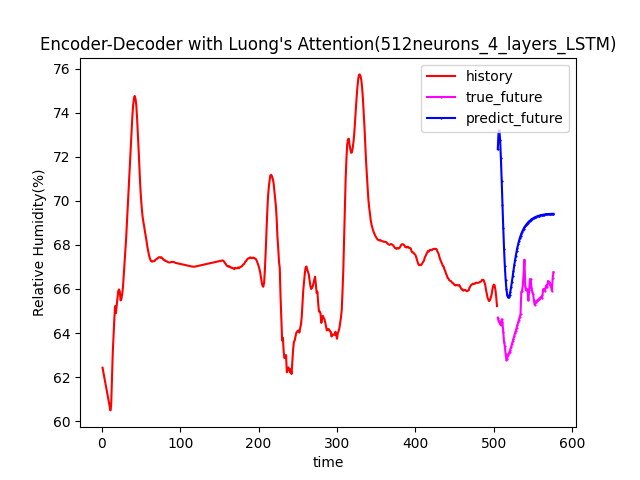 Encoder-Decoder with Luong's Attention(512neurons_4_layers_LSTM)
history
true_future
predict_future
76
74
72
70
68
66
64
62
60
Relative Humidity(%)
0 100 200 300 400 500 600
time